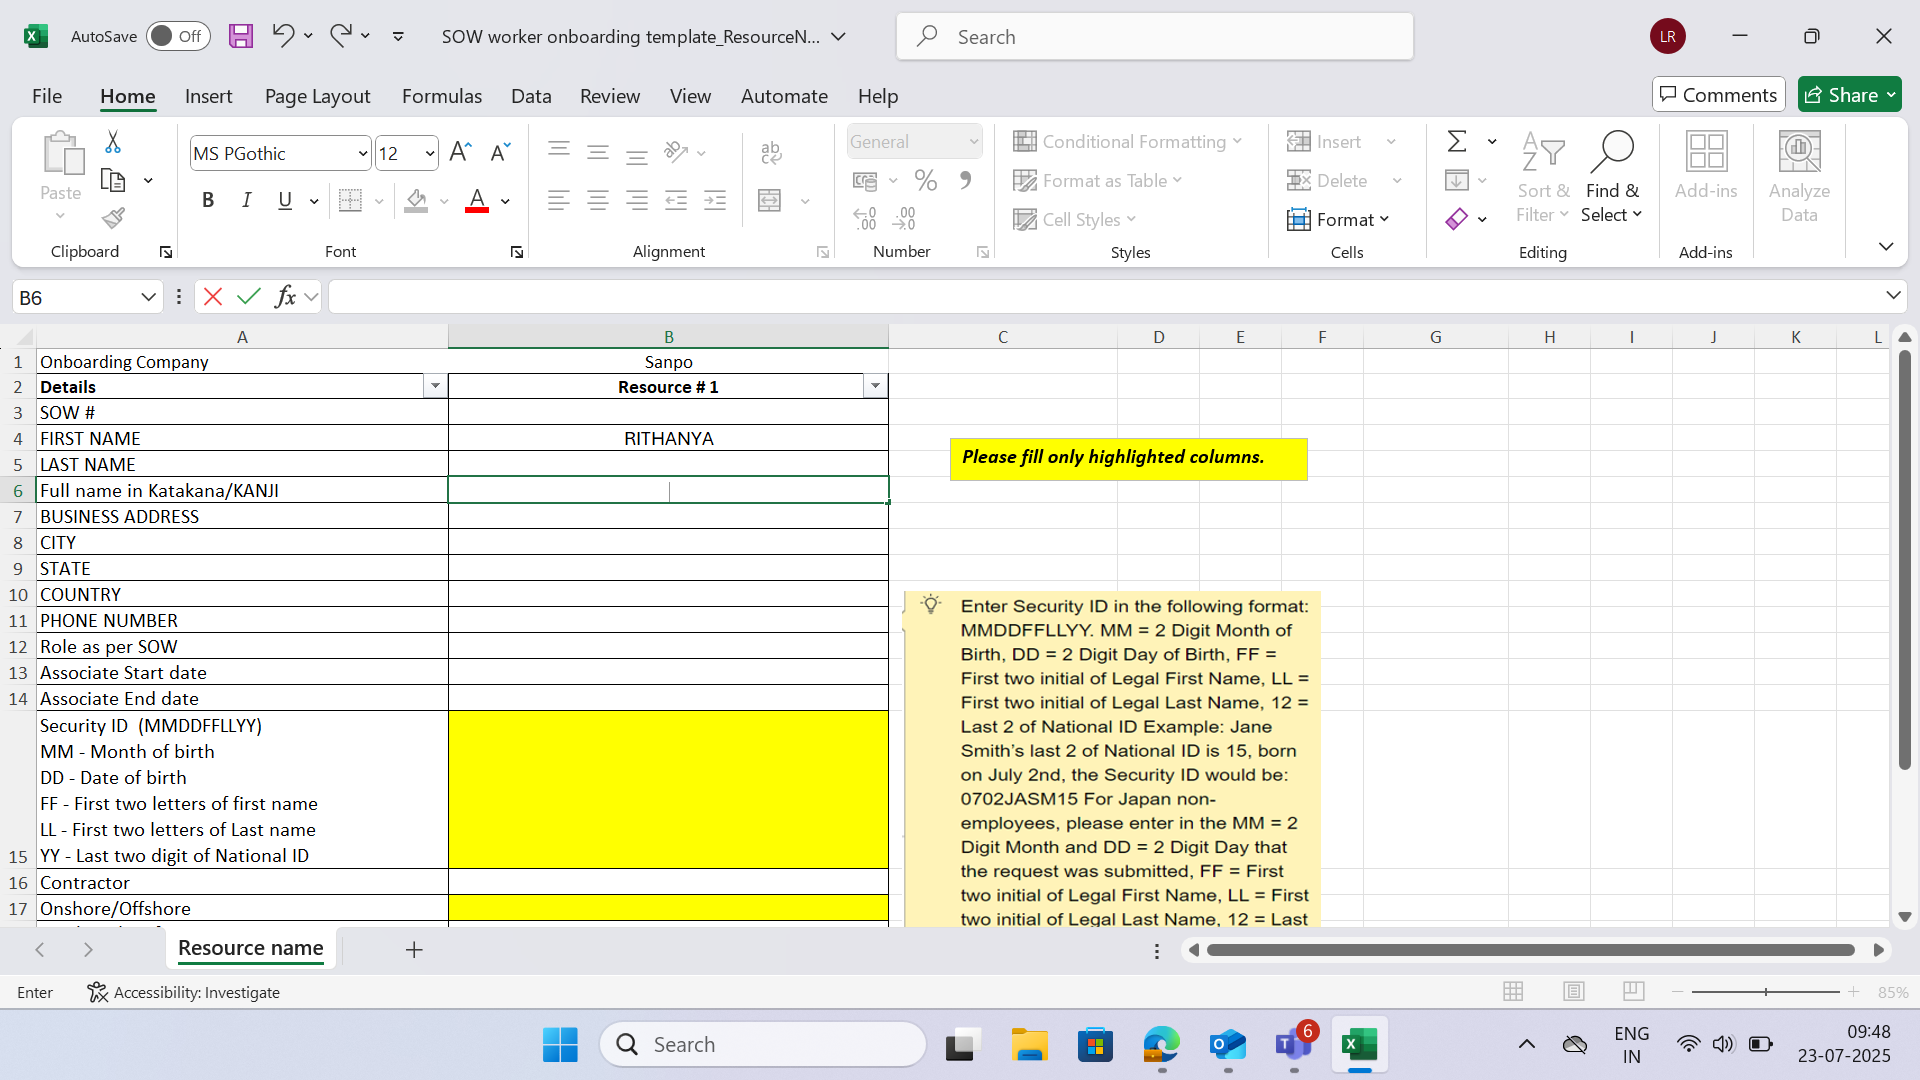 AutoSave Off SOW worker onboarding template_ResourceN... Search LR
File Home Insert Page Layout Formulas Data Review View Automate Help Comments Share
Paste MS PGothic 12 General Conditional Formatting Insert Sort & Filter Find & Select Add-ins Analyze Data
Format as Table Delete
Cell Styles Format
Clipboard Font Alignment Number Styles Cells Editing Add-ins
B6 fx
A B C D E F G H I J K L
1 Onboarding Company Sanpo
2 Details Resource # 1
3 SOW #
4 FIRST NAME RITHANYA
Please fill only highlighted columns.
5 LAST NAME
6 Full name in Katakana/KANJI
7 BUSINESS ADDRESS
8 CITY
9 STATE
10 COUNTRY
11 PHONE NUMBER
12 Role as per SOW
13 Associate Start date
14 Associate End date
Security ID (MMDDFFLLYY)
MM - Month of birth
DD - Date of birth
FF - First two letters of first name
LL - First two letters of Last name
15 YY - Last two digit of National ID
16 Contractor
17 Onshore/Offshore
Enter Security ID in the following format:
MMDDFFLLYY. MM = 2 Digit Month of
Birth, DD = 2 Digit Day of Birth, FF =
First two initial of Legal First Name, LL =
First two initial of Legal Last Name, 12 =
Last 2 of National ID Example: Jane
Smith's last 2 of National ID is 15, born
on July 2nd, the Security ID would be:
0702JASM15 For Japan non-
employees, please enter in the MM = 2
Digit Month and DD = 2 Digit Day that
the request was submitted, FF = First
two initial of Legal First Name, LL = First
two initial of Legal Last Name, 12 = Last
Resource name
Enter Accessibility: Investigate 85%
Search 6 ENG IN 09:48
23-07-2025